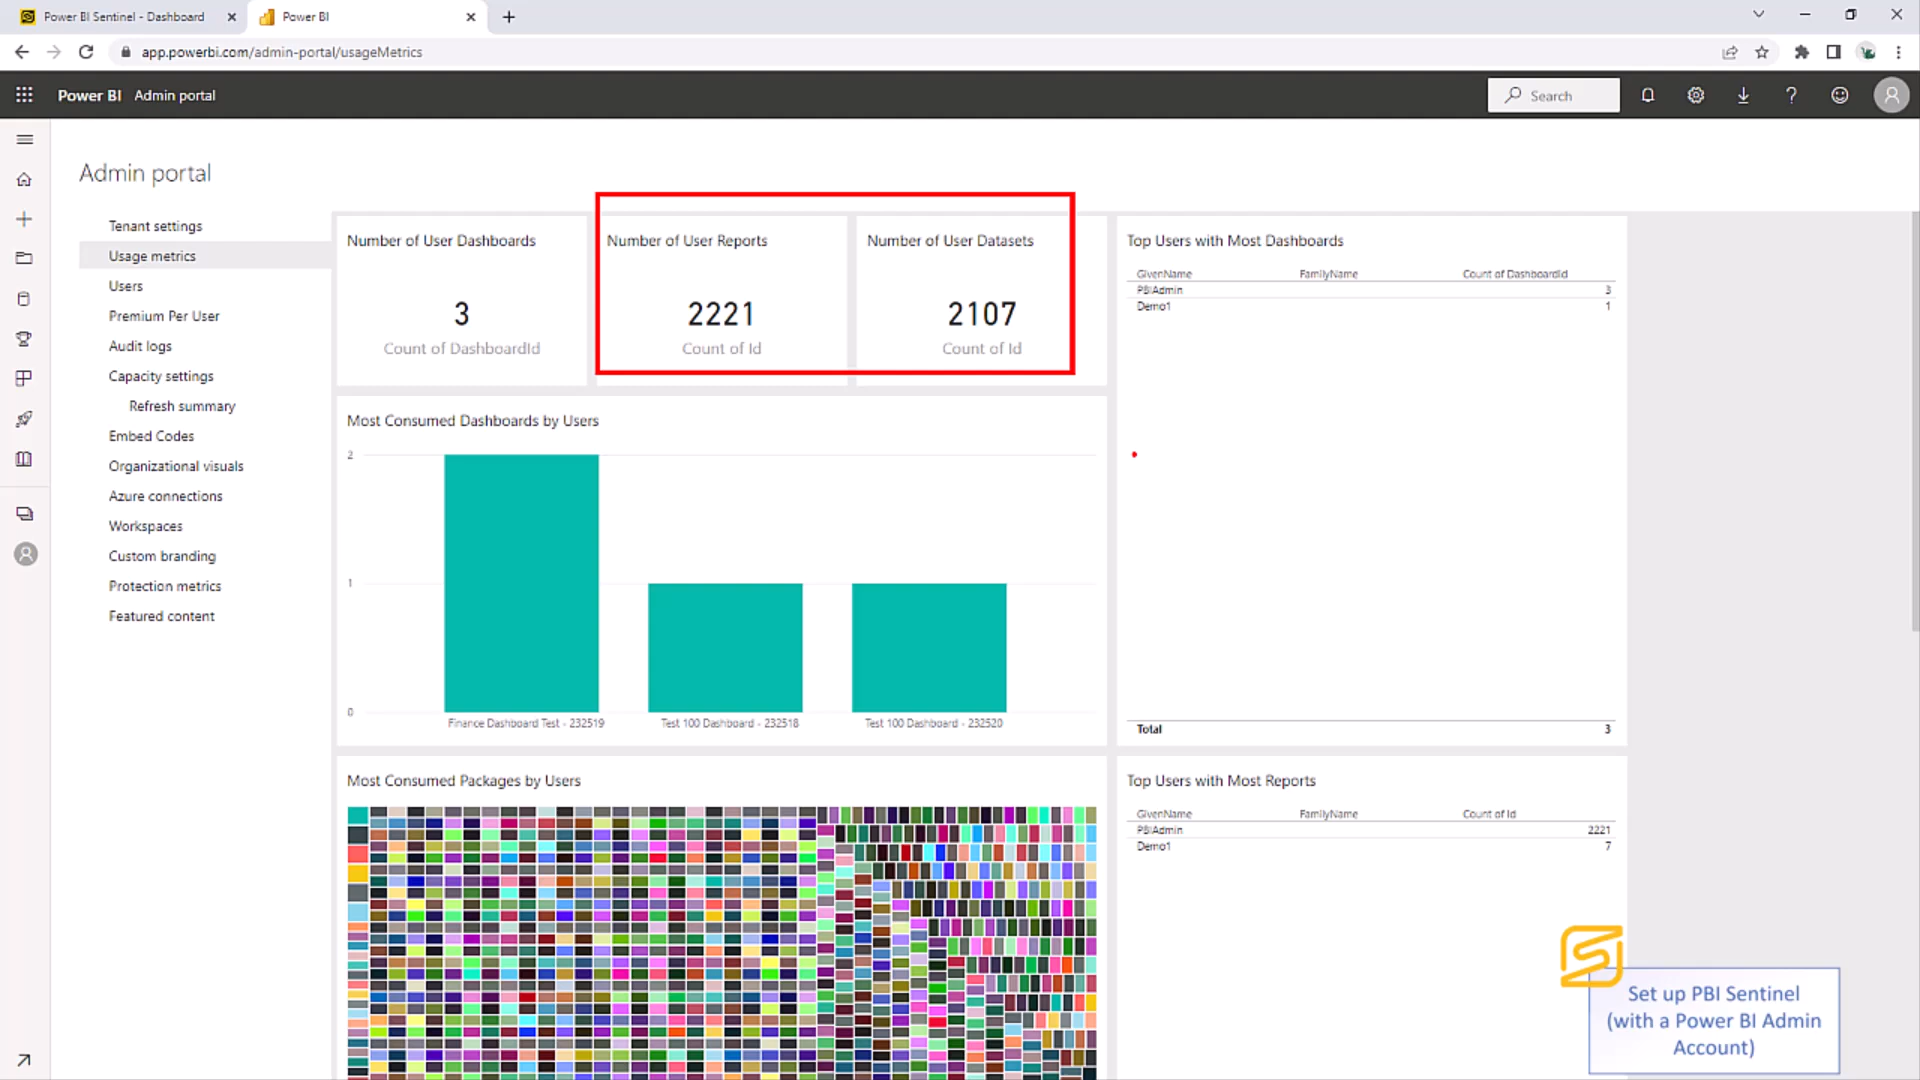 Power BI Sentinel - Dashboard
Power BI
app.powerbi.com/admin-portal/usageMetrics
Power BI Admin portal
Search
Admin portal
Tenant settings
Usage metrics
Users
Premium Per User
Audit logs
Capacity settings
Refresh summary
Embed Codes
Organizational visuals
Azure connections
Workspaces
Custom branding
Protection metrics
Featured content
Number of User Dashboards
3
Count of DashboardId
Number of User Reports
2221
Count of Id
Number of User Datasets
2107
Count of Id
Top Users with Most Dashboards
GivenName FamilyName Count of DashboardId
PBIAdmin 3
Demo1 1
Total 3
Most Consumed Dashboards by Users
2
1
0
Finance Dashboard Test - 232519
Test 100 Dashboard - 232518
Test 100 Dashboard - 232520
Most Consumed Packages by Users
Top Users with Most Reports
GivenName FamilyName Count of Id
PBIAdmin 2221
Demo1 7
Set up PBI Sentinel
(with a Power BI Admin
Account)